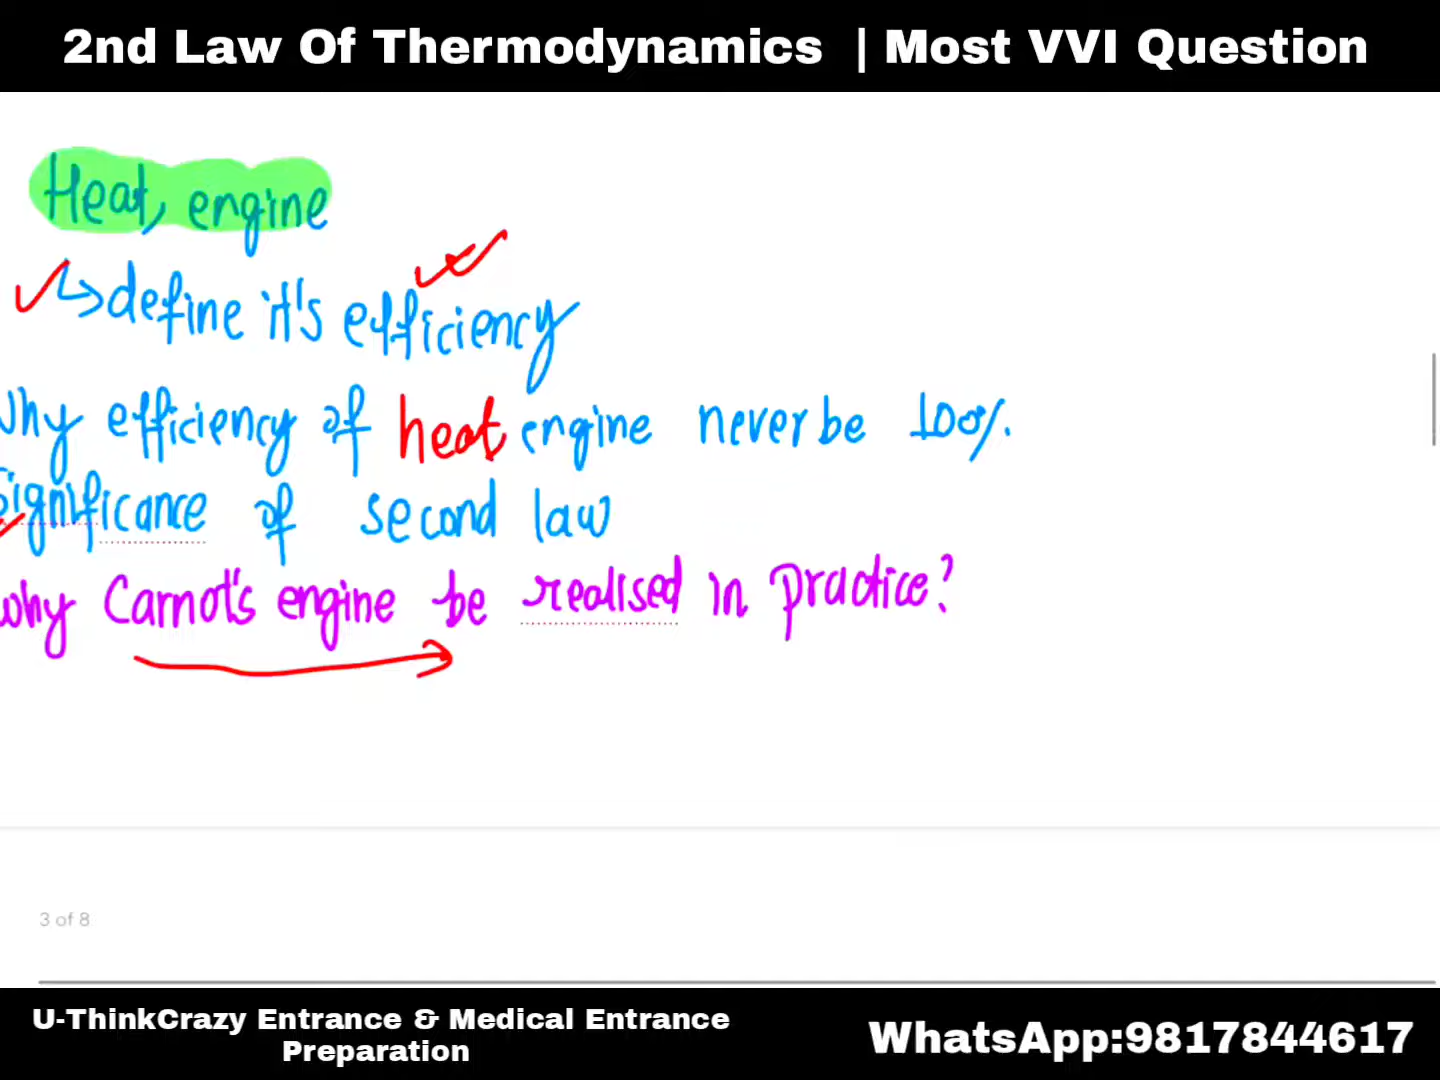 2nd Law Of Thermodynamics | Most VVI Question
Heat, engine
define it's efficiency
why efficiency of heat engine never be 100%.
significance of second law
why Carnot's engine be realised in practice?
3 of 8
U-ThinkCrazy Entrance & Medical Entrance
Preparation
WhatsApp:9817844617